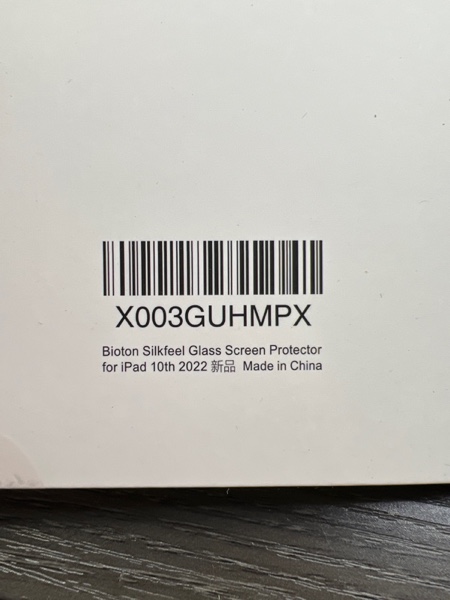 X003GUHMPX
Bioton Silkfeel Glass Screen Protector
for iPad 10th 2022 新品 Made in China